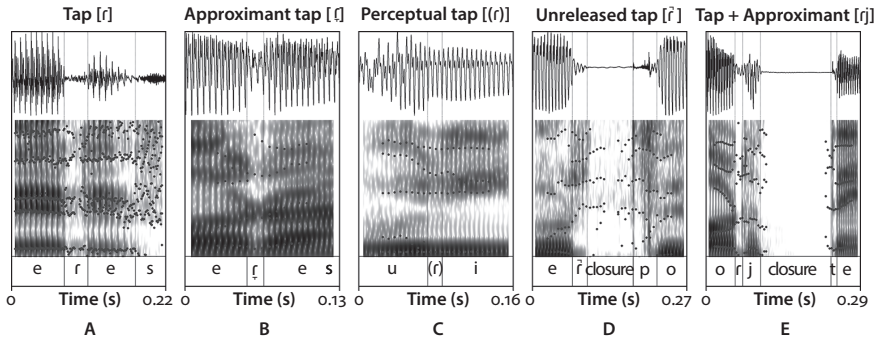 Tap [ɾ] Approximant tap [ɾ̞] Perceptual tap [(ɾ)] Unreleased tap [ɾ̚] Tap + Approximant [ɾj]
e ɾ e s e ɾ̞ e s u (ɾ) i e ɾ̚ closure p o o ɾ j closure t e
0 Time (s) 0.22 0 Time (s) 0.13 0 Time (s) 0.16 0 Time (s) 0.27 0 Time (s) 0.29
A B C D E